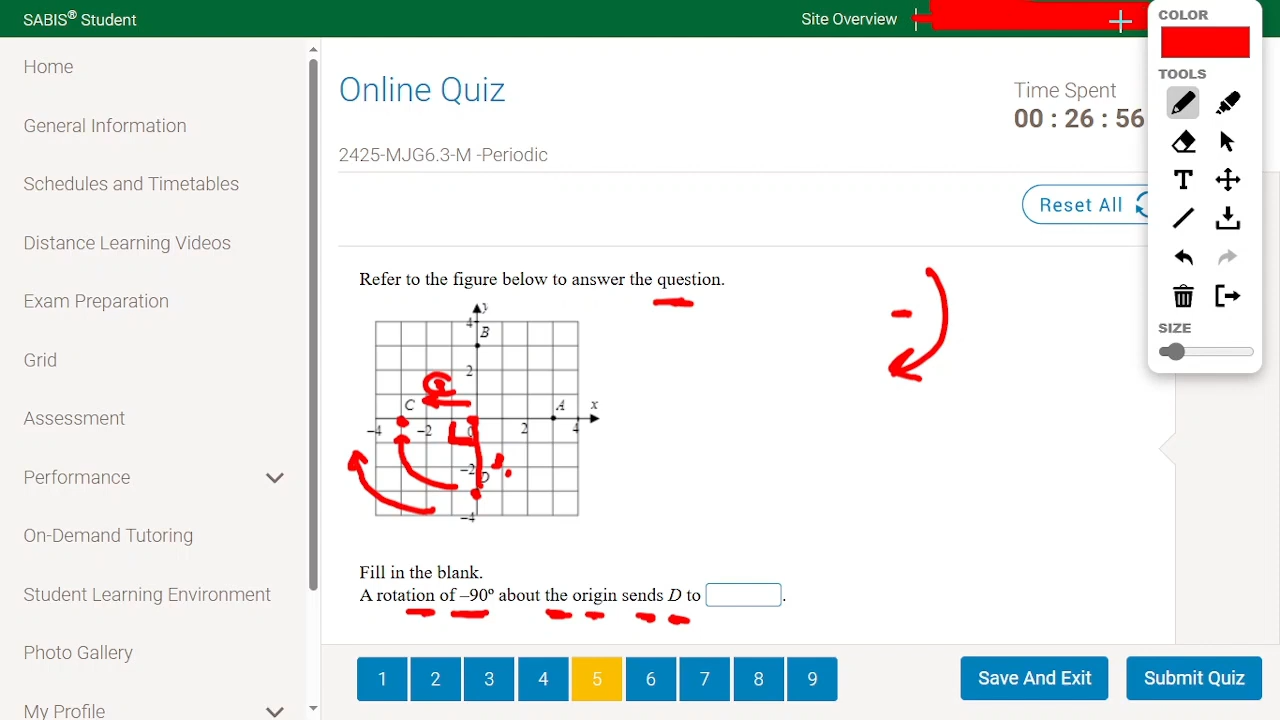 SABIS® Student
Site Overview
COLOR
TOOLS
SIZE
Home
General Information
Schedules and Timetables
Distance Learning Videos
Exam Preparation
Grid
Assessment
Performance
On-Demand Tutoring
Student Learning Environment
Photo Gallery
My Profile
Online Quiz
Time Spent
00 : 26 : 56
2425-MJG6.3-M -Periodic
Reset All
Refer to the figure below to answer the question.
y
4
B
2
C
A
x
-4
-2
0
2
4
-2
D
-4
Fill in the blank.
A rotation of –90º about the origin sends D to .
1 2 3 4 5 6 7 8 9
Save And Exit
Submit Quiz